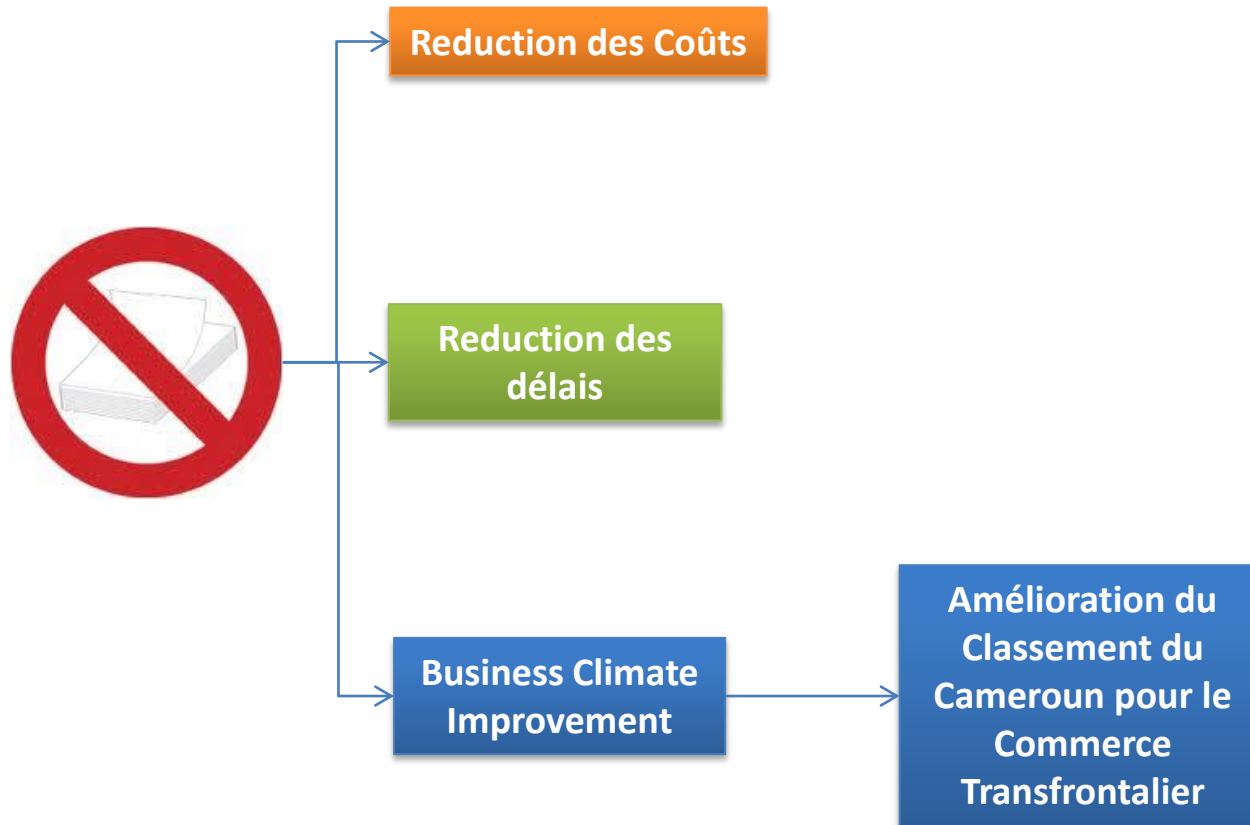 Reduction des Coûts
Reduction des
délais
Business Climate
Improvement
Amélioration du
Classement du
Cameroun pour le
Commerce
Transfrontalier